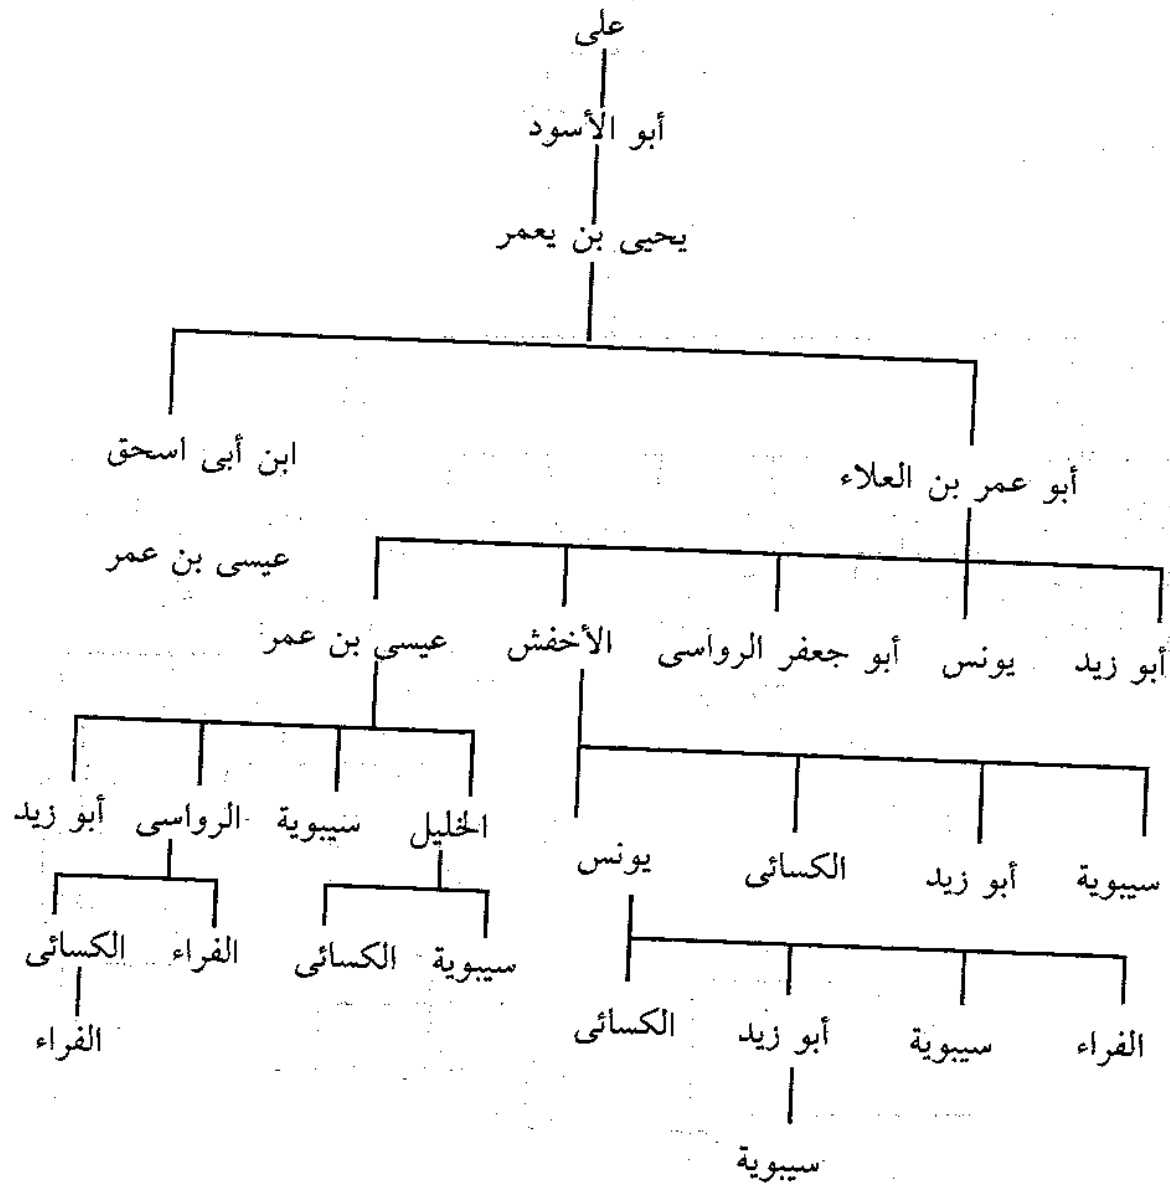 على
أبو الأسود
يحيى بن يعمر
أبو عمر بن العلاء
ابن أبى اسحق
عيسى بن عمر
أبو زيد
يونس
أبو جعفر الرواسى
الأخفش
عيسى بن عمر
سيبوية
أبو زيد
الكسائى
يونس
الخليل
سيبوية
الرواسى
أبو زيد
سيبوية
الكسائى
الفراء
الكسائى
الفراء
الفراء
سيبوية
أبو زيد
الكسائى
سيبوية